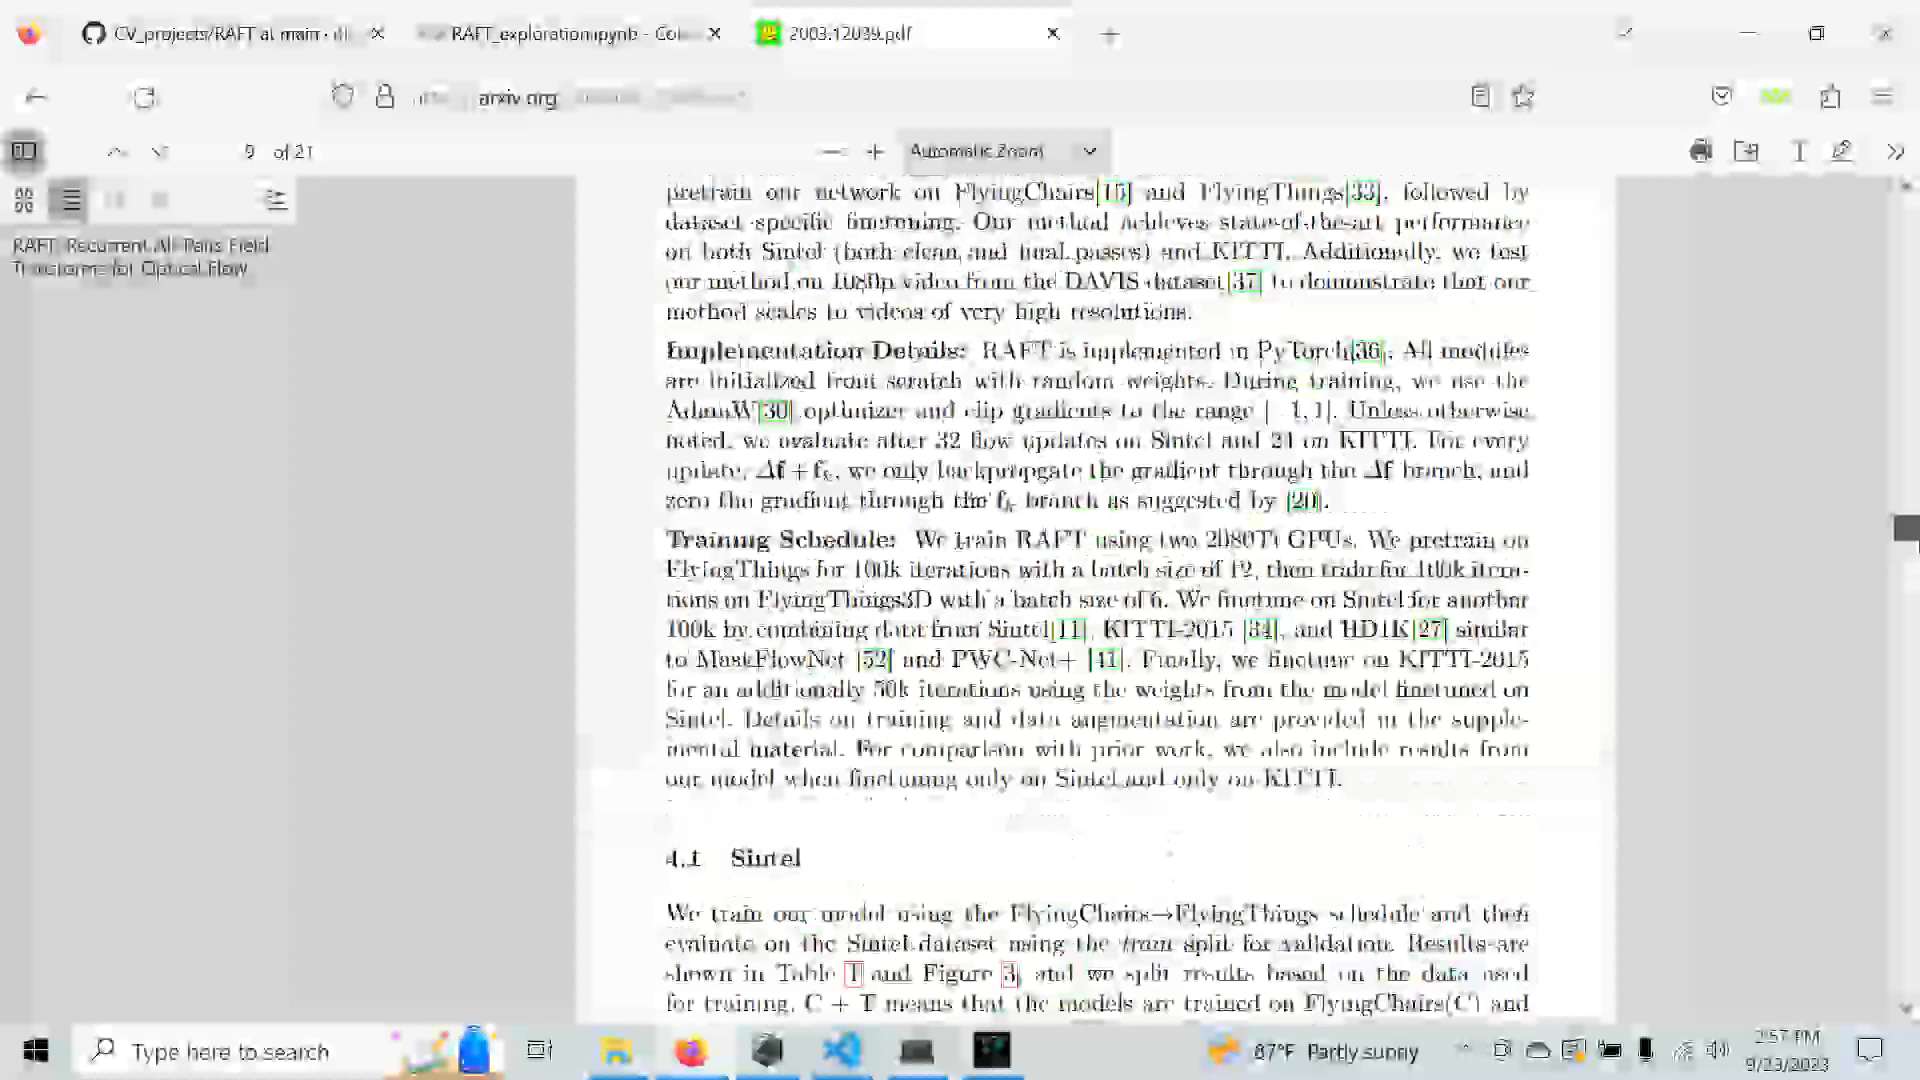 CV_projects/RAFT at main
RAFT_exploration.ipynb - Col
2003.12039.pdf
arxiv.org
9 of 21
Automatic Zoom
RAFT: Recurrent All-Pairs Field
Transforms for Optical Flow
pretrain our network on FlyingChairs[15] and FlyingThings[33], followed by
dataset specific finetuning. Our method achieves state-of-the-art performance
on both Sintel (both clean and final passes) and KITTI. Additionally, we test
our method on 1080p video from the DAVIS dataset[37] to demonstrate that our
method scales to videos of very high resolutions.
Implementation Details: RAFT is implemented in PyTorch[36]. All modules
are initialized from scratch with random weights. During training, we use the
AdamW[30] optimizer and clip gradients to the range [-1, 1]. Unless otherwise
noted, we evaluate after 32 flow updates on Sintel and 24 on KITTI. For every
update, Δf + fₖ, we only backpropgate the gradient through the Δf branch, and
zero the gradient through the fₖ branch as suggested by [20].
Training Schedule: We train RAFT using two 2080Ti GPUs. We pretrain on
FlyingThings for 100k iterations with a batch size of 12, then train for 100k itera-
tions on FlyingThings3D with a batch size of 6. We finetune on Sintel for another
100k by combining data from Sintel[11], KITTI-2015 [34], and HD1K[27] similar
to MaskFlowNet [52] and PWC-Net+ [41]. Finally, we finetune on KITTI-2015
for an additionally 50k iterations using the weights from the model finetuned on
Sintel. Details on training and data augmentation are provided in the supple-
mental material. For comparison with prior work, we also include results from
our model when finetuning only on Sintel and only on KITTI.
4.1 Sintel
We train our model using the FlyingChairs→FlyingThings schedule and then
evaluate on the Sintel dataset using the train split for validation. Results are
shown in Table 1 and Figure 3, and we split results based on the data used
for training. C + T means that the models are trained on FlyingChairs(C) and
Type here to search
87°F Partly sunny
2:57 PM
9/23/2023